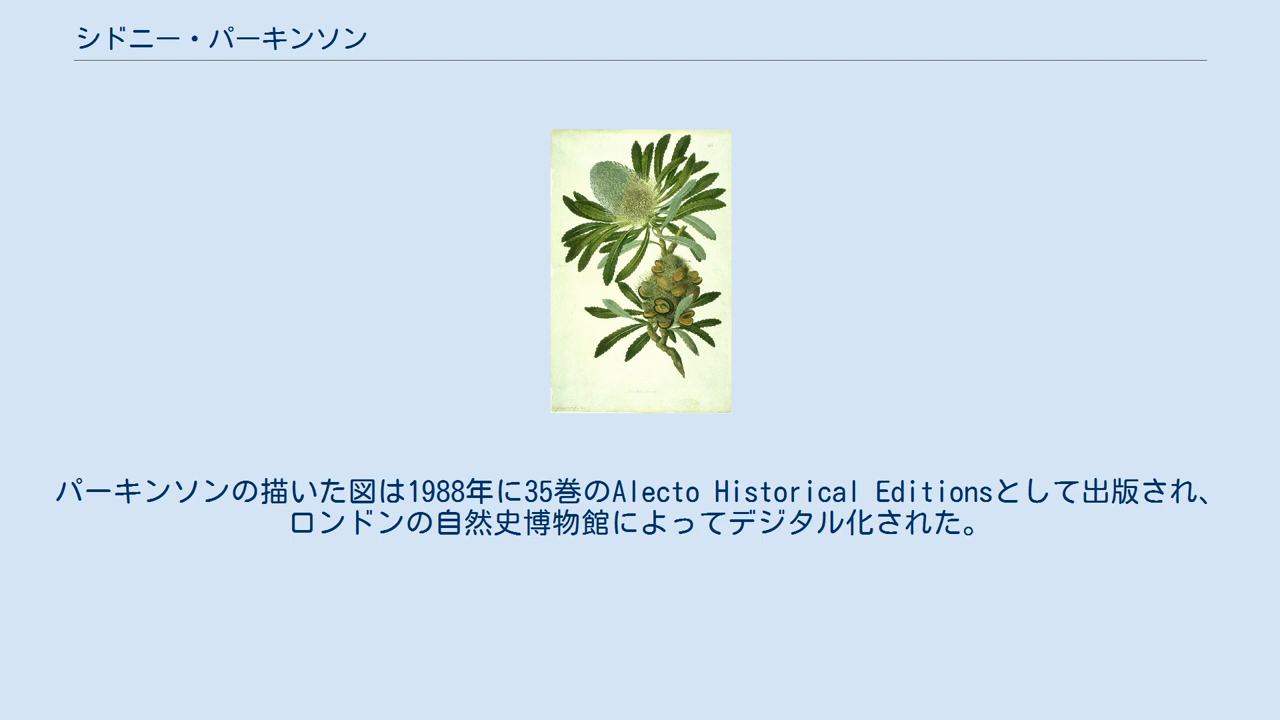 シドニー・パーキンソン
パーキンソンの描いた図は1988年に35巻のAlecto Historical Editionsとして出版され、
ロンドンの自然史博物館によってデジタル化された。